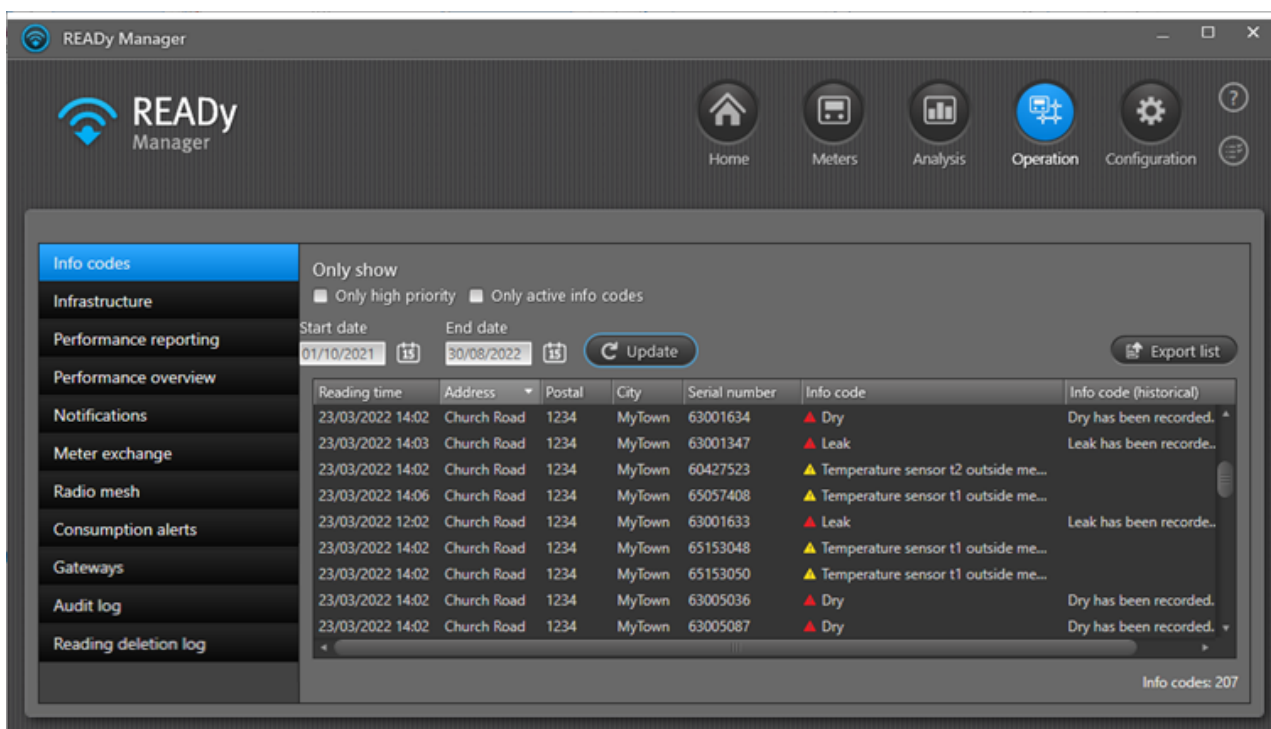 READy Manager
READy
Manager
Home Meters Analysis Operation Configuration
?
Info codes
Infrastructure
Performance reporting
Performance overview
Notifications
Meter exchange
Radio mesh
Consumption alerts
Gateways
Audit log
Reading deletion log
Only show
Only high priority Only active info codes
Start date End date
01/10/2021 15 30/08/2022 15 Update Export list
Reading time Address Postal City Serial number Info code Info code (historical)
23/03/2022 14:02 Church Road 1234 MyTown 63001634 Dry Dry has been recorded.
23/03/2022 14:03 Church Road 1234 MyTown 63001347 Leak Leak has been recorde..
23/03/2022 14:02 Church Road 1234 MyTown 60427523 Temperature sensor t2 outside me...
23/03/2022 14:06 Church Road 1234 MyTown 65057408 Temperature sensor t1 outside me...
23/03/2022 12:02 Church Road 1234 MyTown 63001633 Leak Leak has been recorde..
23/03/2022 14:02 Church Road 1234 MyTown 65153048 Temperature sensor t1 outside me...
23/03/2022 14:02 Church Road 1234 MyTown 65153050 Temperature sensor t1 outside me...
23/03/2022 14:02 Church Road 1234 MyTown 63005036 Dry Dry has been recorded.
23/03/2022 14:02 Church Road 1234 MyTown 63005087 Dry Dry has been recorded.
Info codes: 207